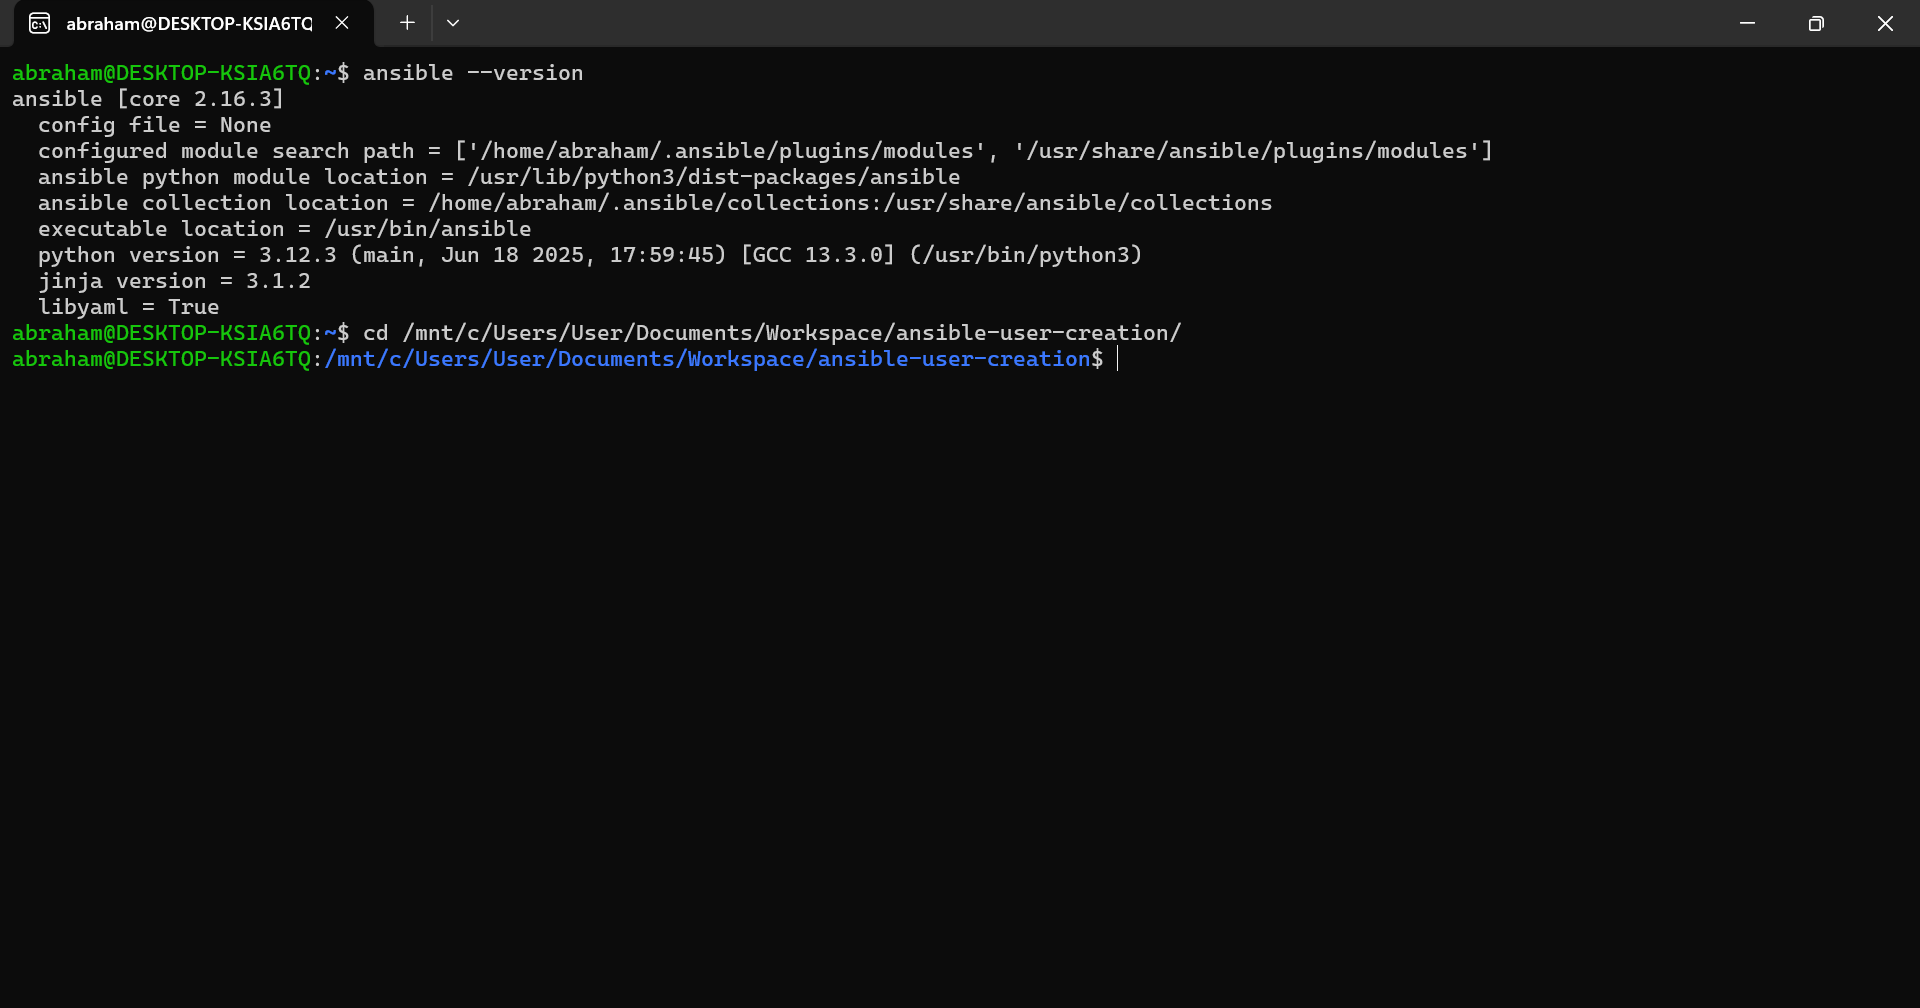 abraham@DESKTOP-KSIA6TQ
abraham@DESKTOP-KSIA6TQ:~$ ansible --version
ansible [core 2.16.3]
  config file = None
  configured module search path = ['/home/abraham/.ansible/plugins/modules', '/usr/share/ansible/plugins/modules']
  ansible python module location = /usr/lib/python3/dist-packages/ansible
  ansible collection location = /home/abraham/.ansible/collections:/usr/share/ansible/collections
  executable location = /usr/bin/ansible
  python version = 3.12.3 (main, Jun 18 2025, 17:59:45) [GCC 13.3.0] (/usr/bin/python3)
  jinja version = 3.1.2
  libyaml = True
abraham@DESKTOP-KSIA6TQ:~$ cd /mnt/c/Users/User/Documents/Workspace/ansible-user-creation/
abraham@DESKTOP-KSIA6TQ:/mnt/c/Users/User/Documents/Workspace/ansible-user-creation$